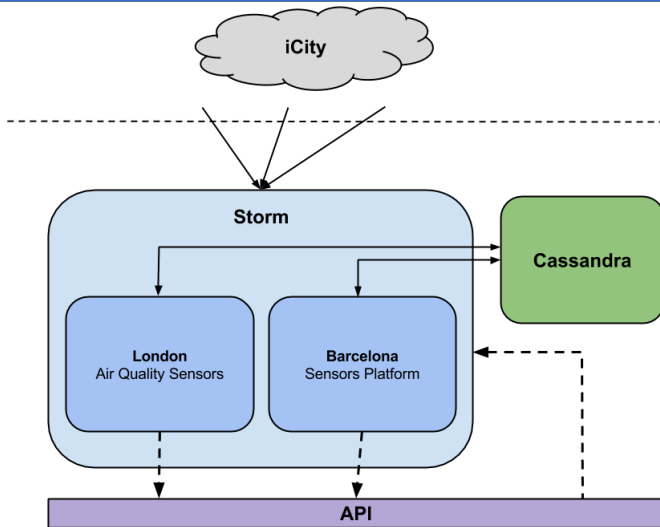 iCity
Storm
Cassandra
London
Air Quality Sensors
Barcelona
Sensors Platform
API